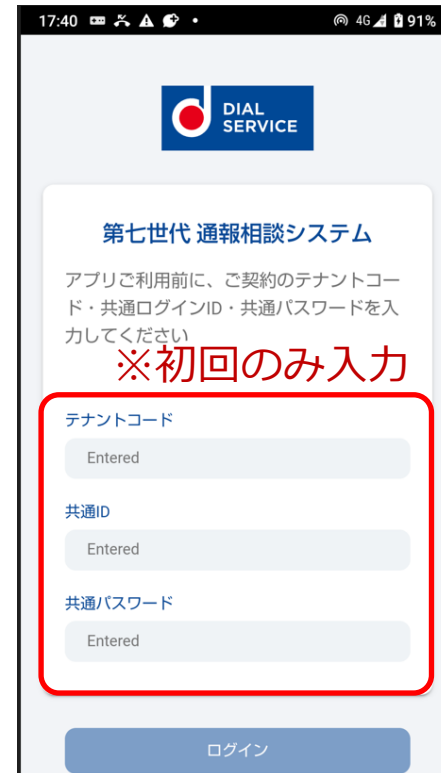 17:40
4G 91%
DIAL
SERVICE
第七世代 通報相談システム
アプリご利用前に、ご契約のテナントコー
ド・共通ログインID・共通パスワードを入
力してください
※初回のみ入力
テナントコード
Entered
共通ID
Entered
共通パスワード
Entered
ログイン